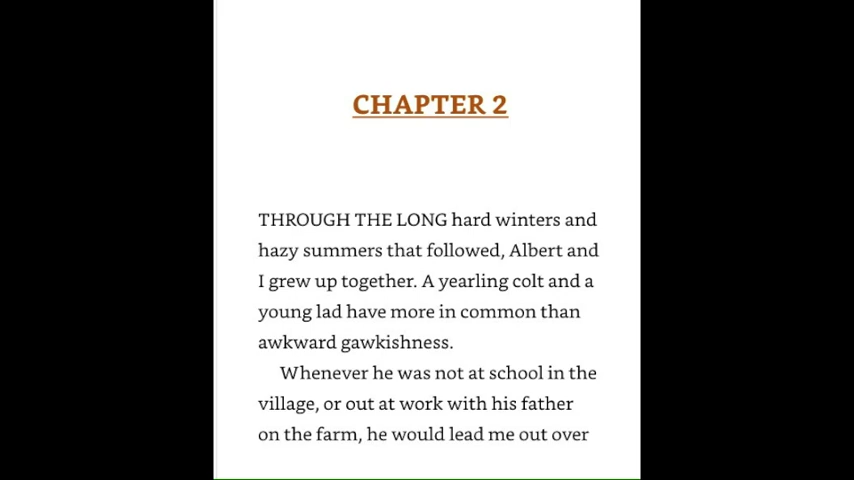 CHAPTER 2
THROUGH THE LONG hard winters and
hazy summers that followed, Albert and
I grew up together. A yearling colt and a
young lad have more in common than
awkward gawkishness.
Whenever he was not at school in the
village, or out at work with his father
on the farm, he would lead me out over